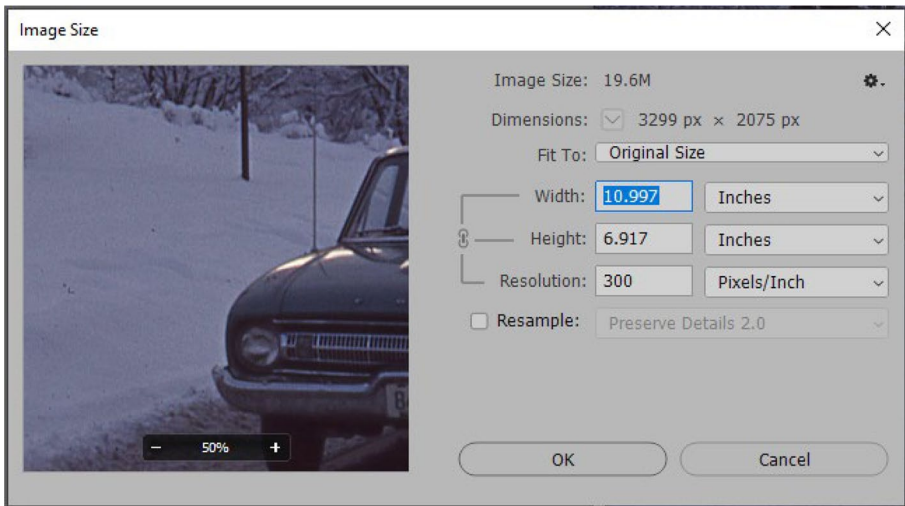 Image Size
Image Size: 19.6M
Dimensions: 3299 px × 2075 px
Fit To: Original Size
Width: 10.997 Inches
Height: 6.917 Inches
Resolution: 300 Pixels/Inch
Resample: Preserve Details 2.0
− 50% +
OK Cancel